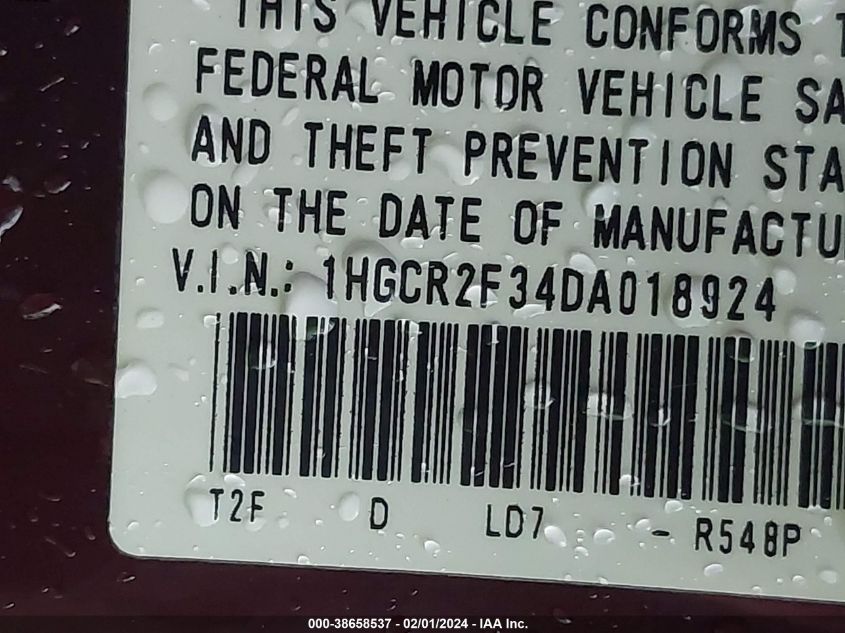 THIS VEHICLE CONFORMS T
FEDERAL MOTOR VEHICLE SA
AND THEFT PREVENTION STA
ON THE DATE OF MANUFACTU
V.I.N.: 1HGCR2F34DA018924
T2F D LD7 - R548P
000-38658537 - 02/01/2024 - IAA Inc.